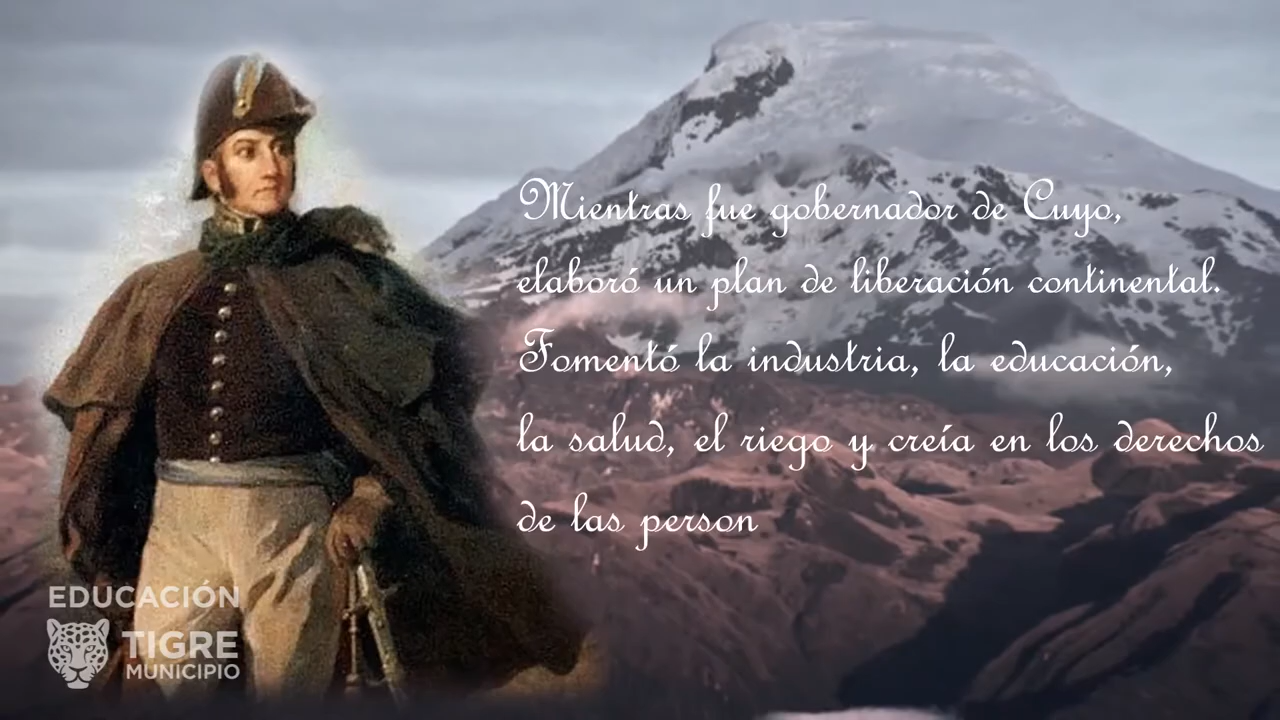 Mientras fue gobernador de Cuyo,
elaboró un plan de liberación continental.
Fomentó la industria, la educación,
la salud, el riego y creía en los derechos
de las person
EDUCACIÓN
TIGRE
MUNICIPIO